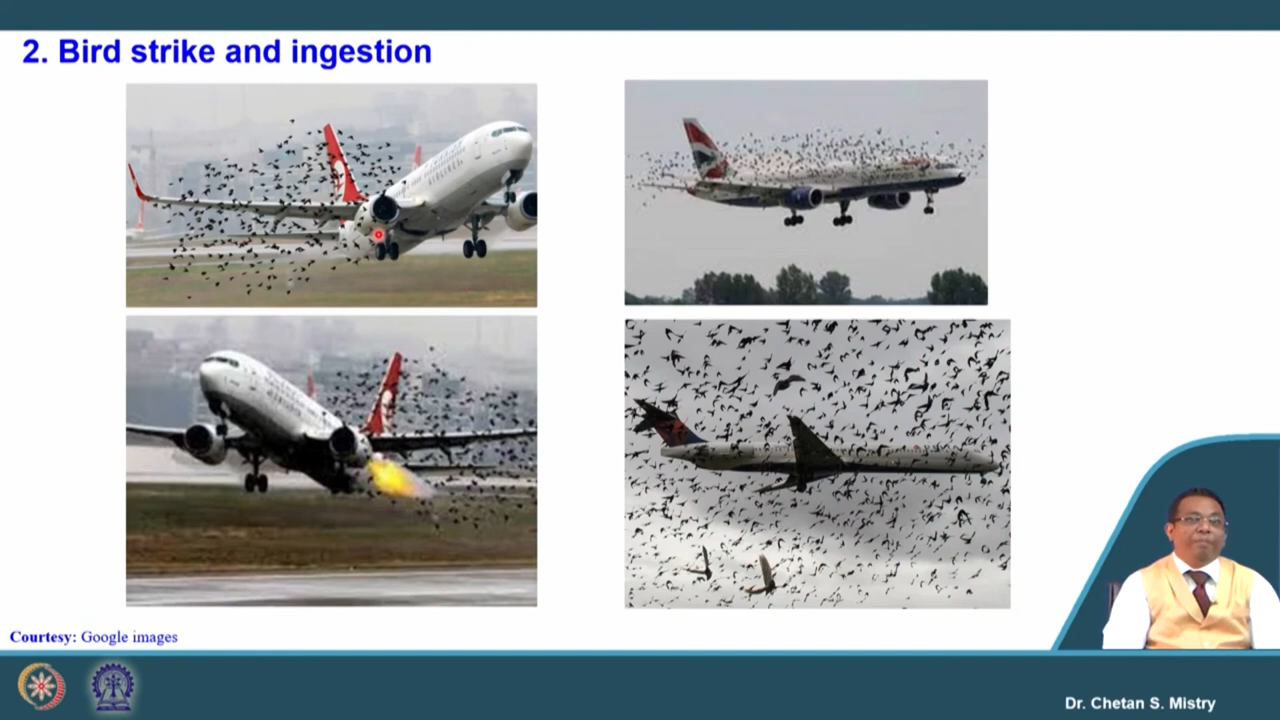 2. Bird strike and ingestion
Courtesy: Google images
Dr. Chetan S. Mistry